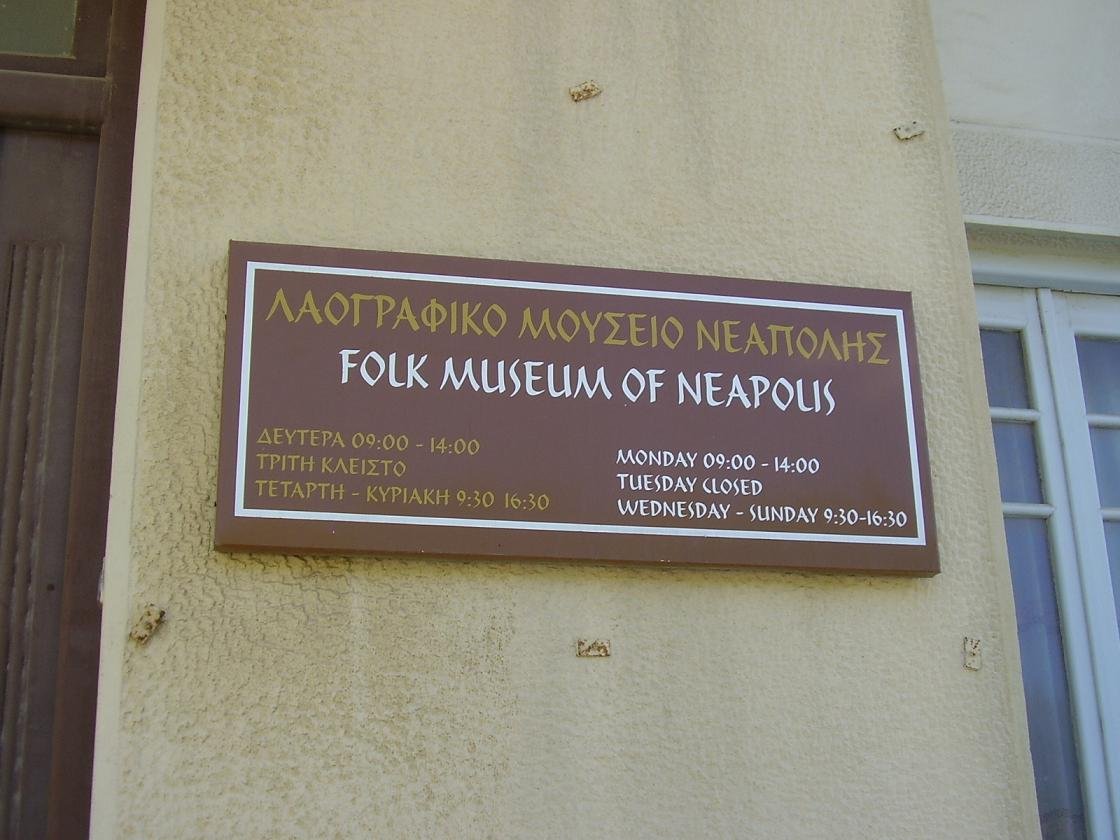 ΛΑΟΓΡΑΦΙΚΟ ΜΟΥΣΕΙΟ ΝΕΑΠΟΛΗΣ
FOLK MUSEUM OF NEAPOLIS
ΔΕΥΤΕΡΑ 09:00 - 14:00
ΤΡΙΤΗ ΚΛΕΙΣΤΟ
ΤΕΤΑΡΤΗ - ΚΥΡΙΑΚΗ 9:30 16:30
MONDAY 09:00 - 14:00
TUESDAY CLOSED
WEDNESDAY - SUNDAY 9:30-16:30